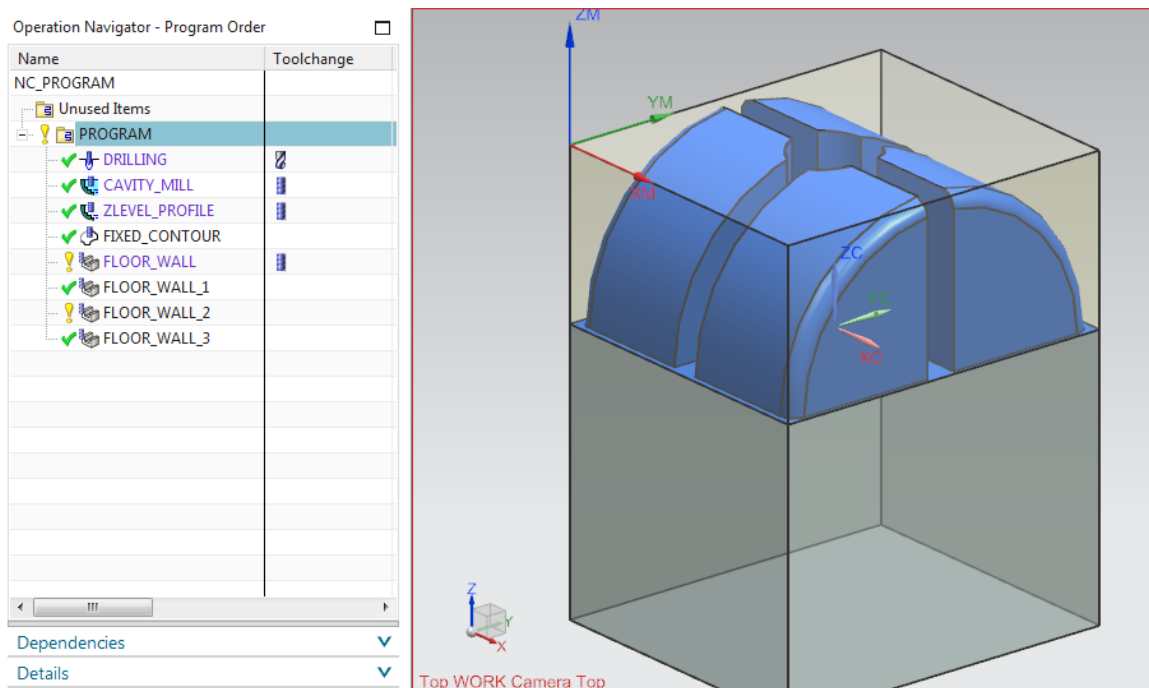 Operation Navigator - Program Order
Name Toolchange
NC_PROGRAM
Unused Items
PROGRAM
DRILLING
CAVITY_MILL
ZLEVEL_PROFILE
FIXED_CONTOUR
FLOOR_WALL
FLOOR_WALL_1
FLOOR_WALL_2
FLOOR_WALL_3
Dependencies
Details
ZM
YM
XM
ZC
YC
XC
Z
Y
X
Top WORK Camera Top